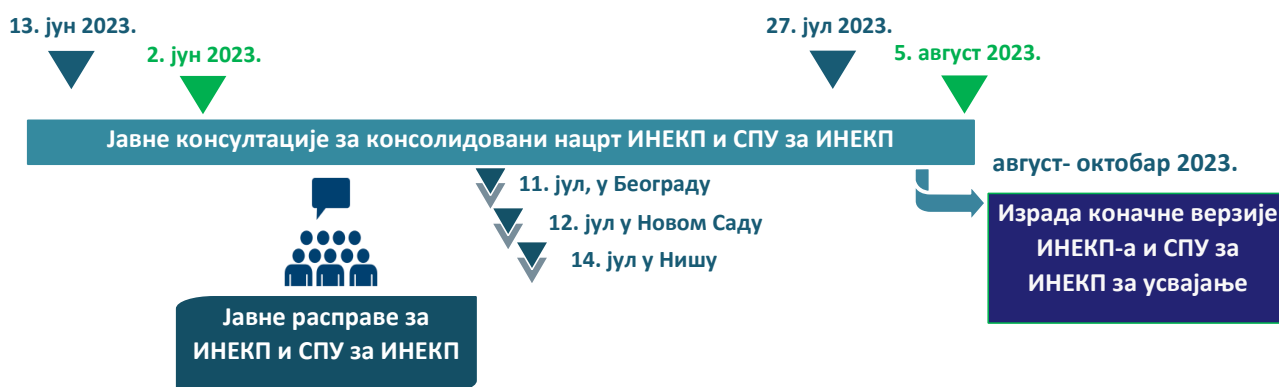 13. јун 2023.
27. јул 2023.
2. јун 2023.
5. август 2023.
Јавне консултације за консолидовани нацрт ИНЕКП и СПУ за ИНЕКП
август- октобар 2023.
11. јул, у Београду
12. јул у Новом Саду
14. јул у Нишу
Израда коначне верзије
ИНЕКП-а и СПУ за
ИНЕКП за усвајање
Јавне расправе за
ИНЕКП и СПУ за ИНЕКП